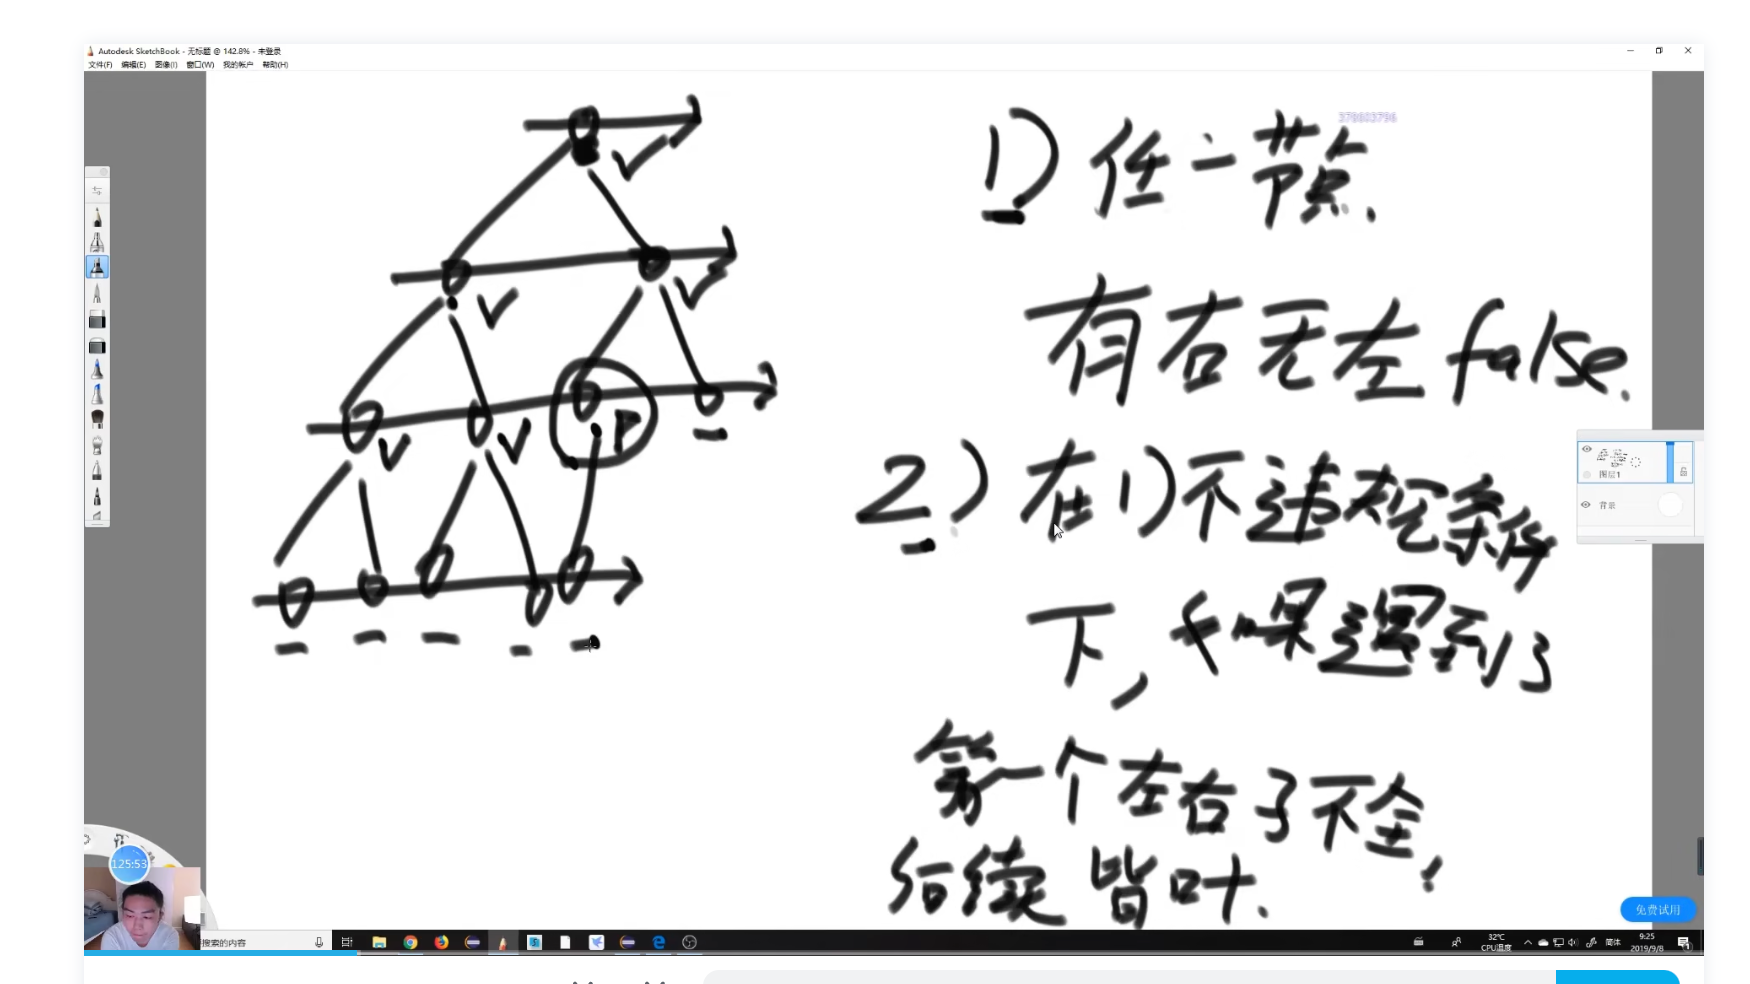 Autodesk SketchBook - 无标题 @ 142.8% - 未登录
文件(F) 编辑(E) 图像(I) 窗口(W) 我的帐户 帮助(H)
378603796
1) 任一节点.
有右无左 false.
2.) 在1)不违规条件
下, 如果遇到了
第一个左右子不全,
后续皆叶.
图层1
背景
125:53
免费试用
搜索的内容
32℃
CPU温度
简体
9:25
2019/9/8